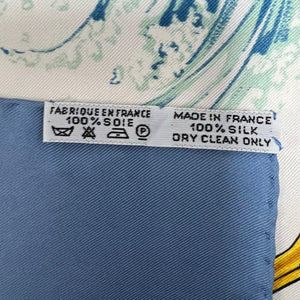 FABRIQUE EN FRANCE
100% SOIE
MADE IN FRANCE
100% SILK
DRY CLEAN ONLY